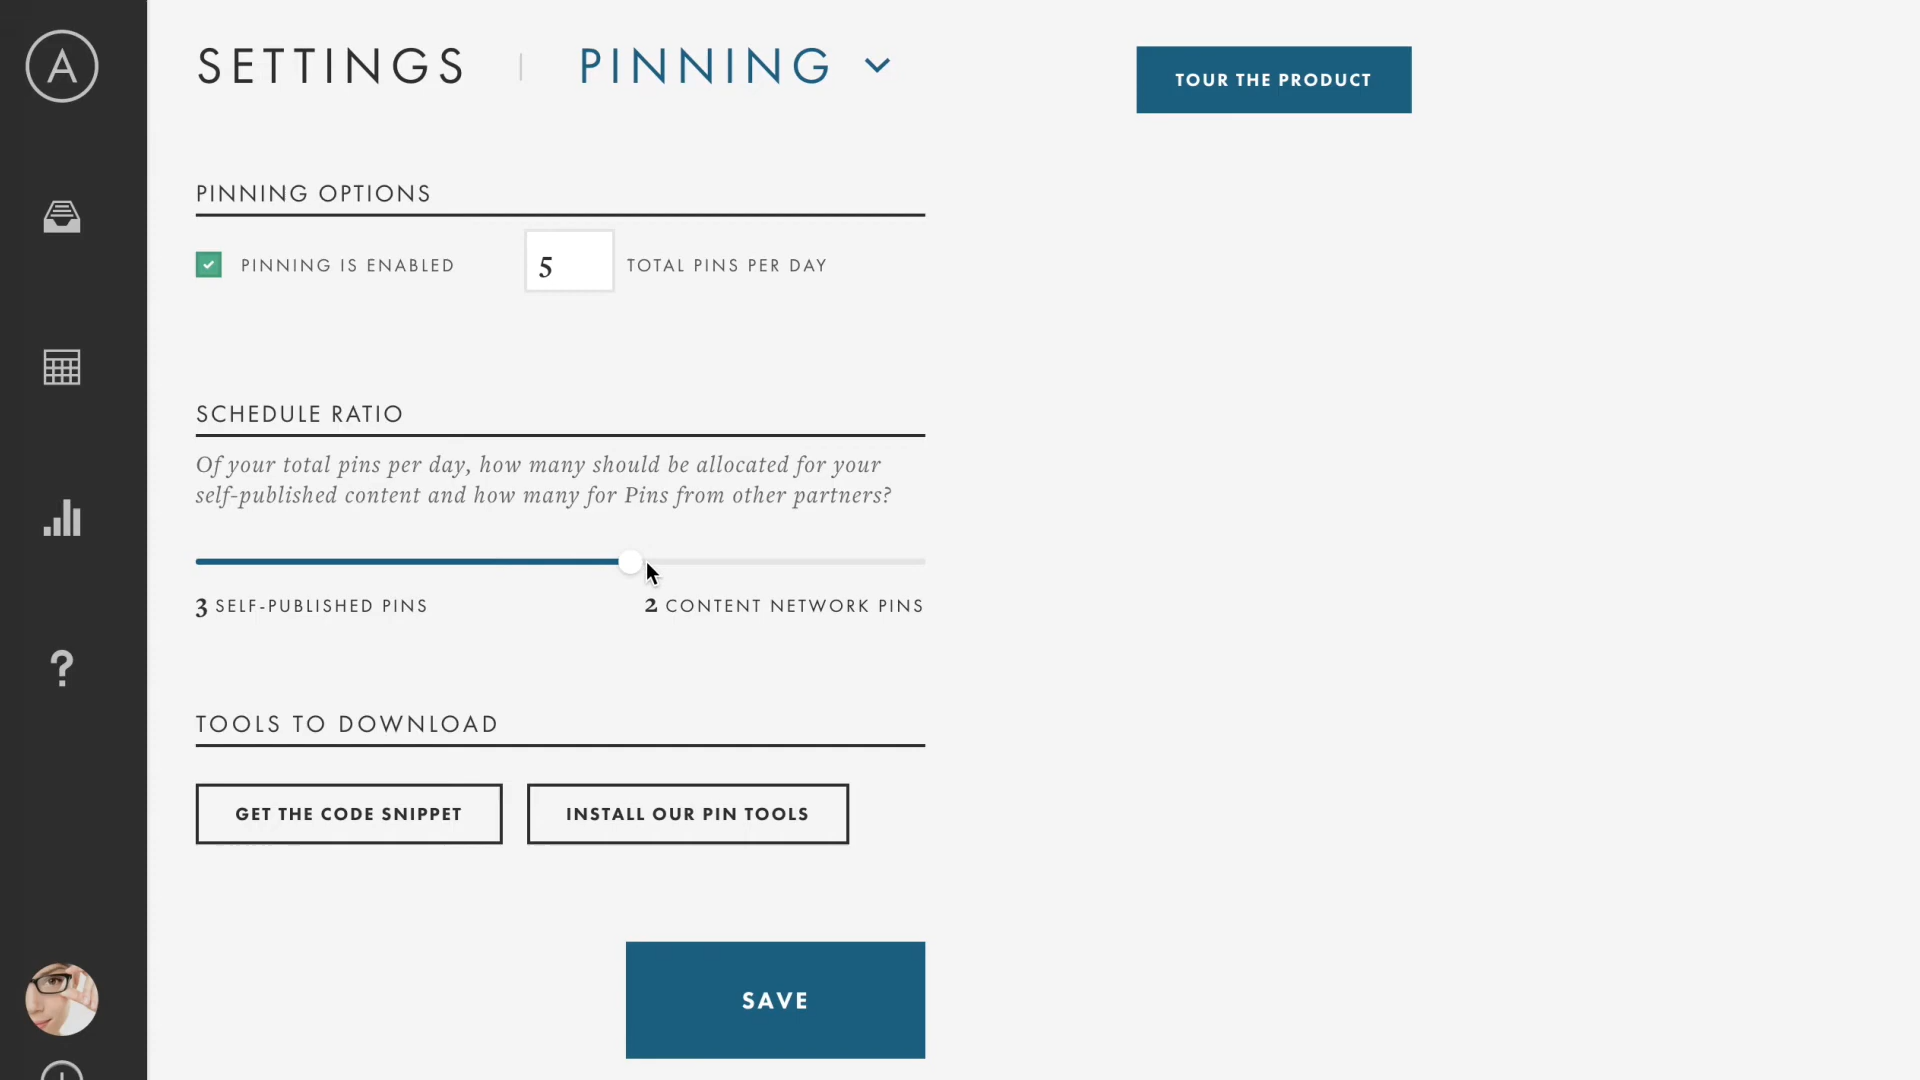 A
SETTINGS | PINNING
TOUR THE PRODUCT
PINNING OPTIONS
PINNING IS ENABLED
5 TOTAL PINS PER DAY
SCHEDULE RATIO
Of your total pins per day, how many should be allocated for your
self-published content and how many for Pins from other partners?
3 SELF-PUBLISHED PINS
2 CONTENT NETWORK PINS
?
TOOLS TO DOWNLOAD
GET THE CODE SNIPPET
INSTALL OUR PIN TOOLS
SAVE